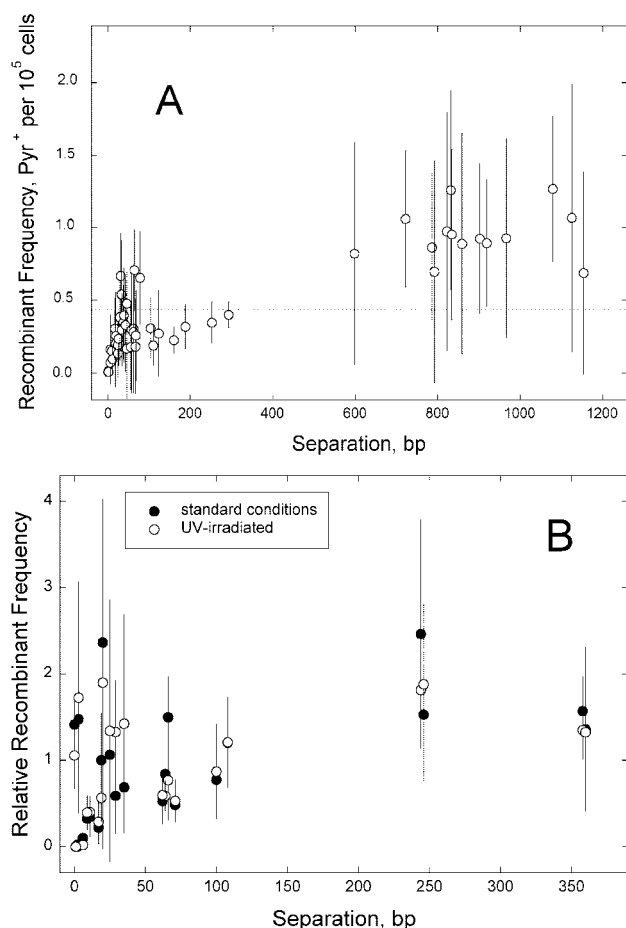 Recombinant Frequency, Pyr⁺ per 10⁵ cells
A
2.0
1.5
1.0
0.5
0.0
0 200 400 600 800 1000 1200
Separation, bp
Relative Recombinant Frequency
B
standard conditions
UV-irradiated
4
3
2
1
0
0 50 100 150 200 250 300 350
Separation, bp